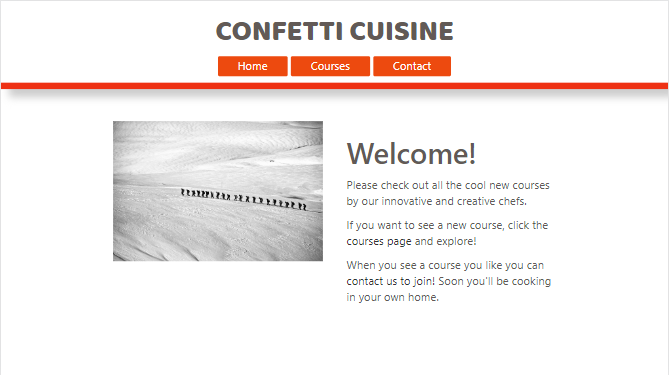 CONFETTI CUISINE
Home Courses Contact
Welcome!
Please check out all the cool new courses
by our innovative and creative chefs.
If you want to see a new course, click the
courses page and explore!
When you see a course you like you can
contact us to join! Soon you'll be cooking
in your own home.